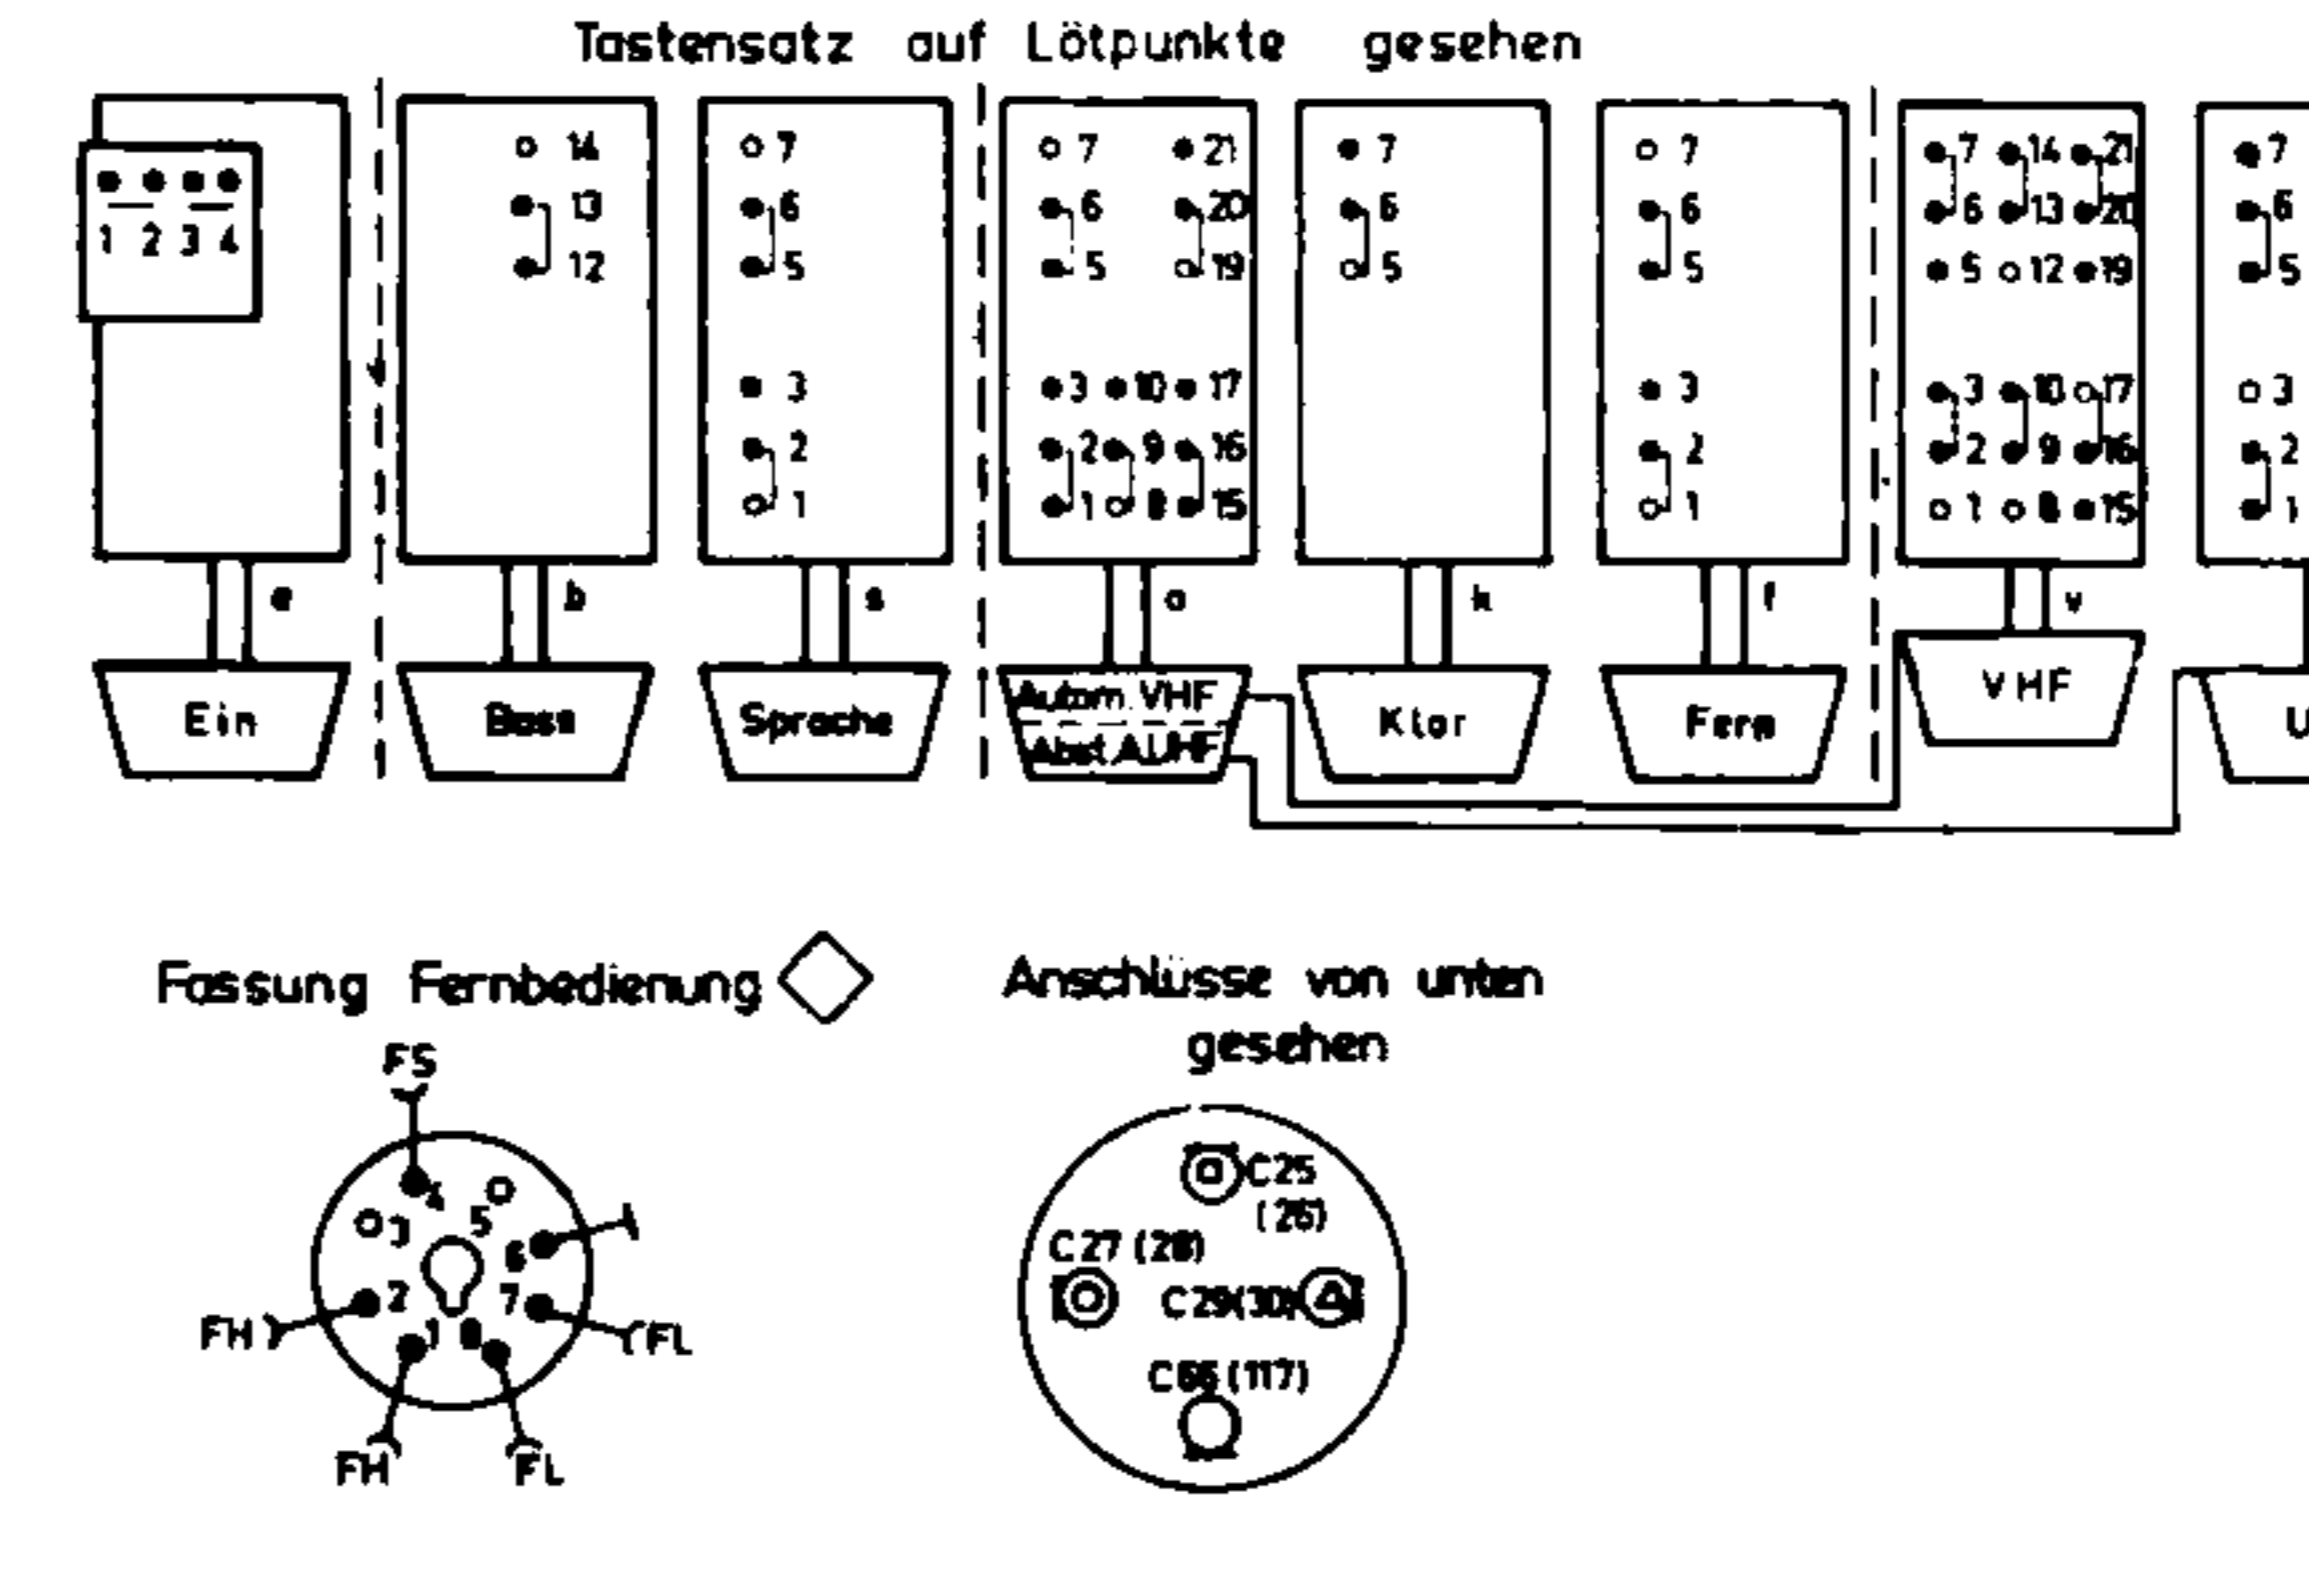 Tastensatz auf Lötpunkte gesehen
14 7 7 21 7 7 7 14 21 7
13 6 6 20 6 6 6 13 20 6
1 2 3 4
12 5 5 19 5 5 5 12 19 5
3 3 10 17 3 3 10 17 3
2 2 9 16 2 2 9 16 2
1 1 8 15 1 1 8 15 1
e b s a k f v
Ein Bass Sprache Autom. VHF Klar Fern VHF U
Abst. A UHF
Fassung Fernbedienung Anschlüsse von unten
gesehen
FS
4 5
3 6
2 7
1 8
FH FL
FH FL
C25
(26)
C27 (28)
C29(30)
C66 (117)